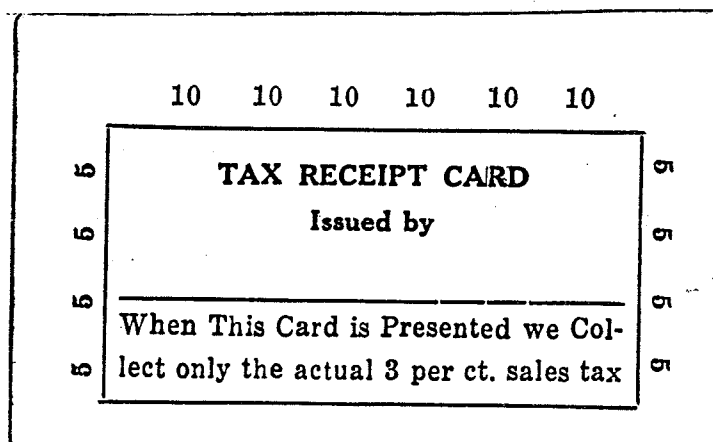 10 10 10 10 10 10
5 TAX RECEIPT CARD 5
Issued by
5 5
5 5
When This Card is Presented we Col-
5 lect only the actual 3 per ct. sales tax 5